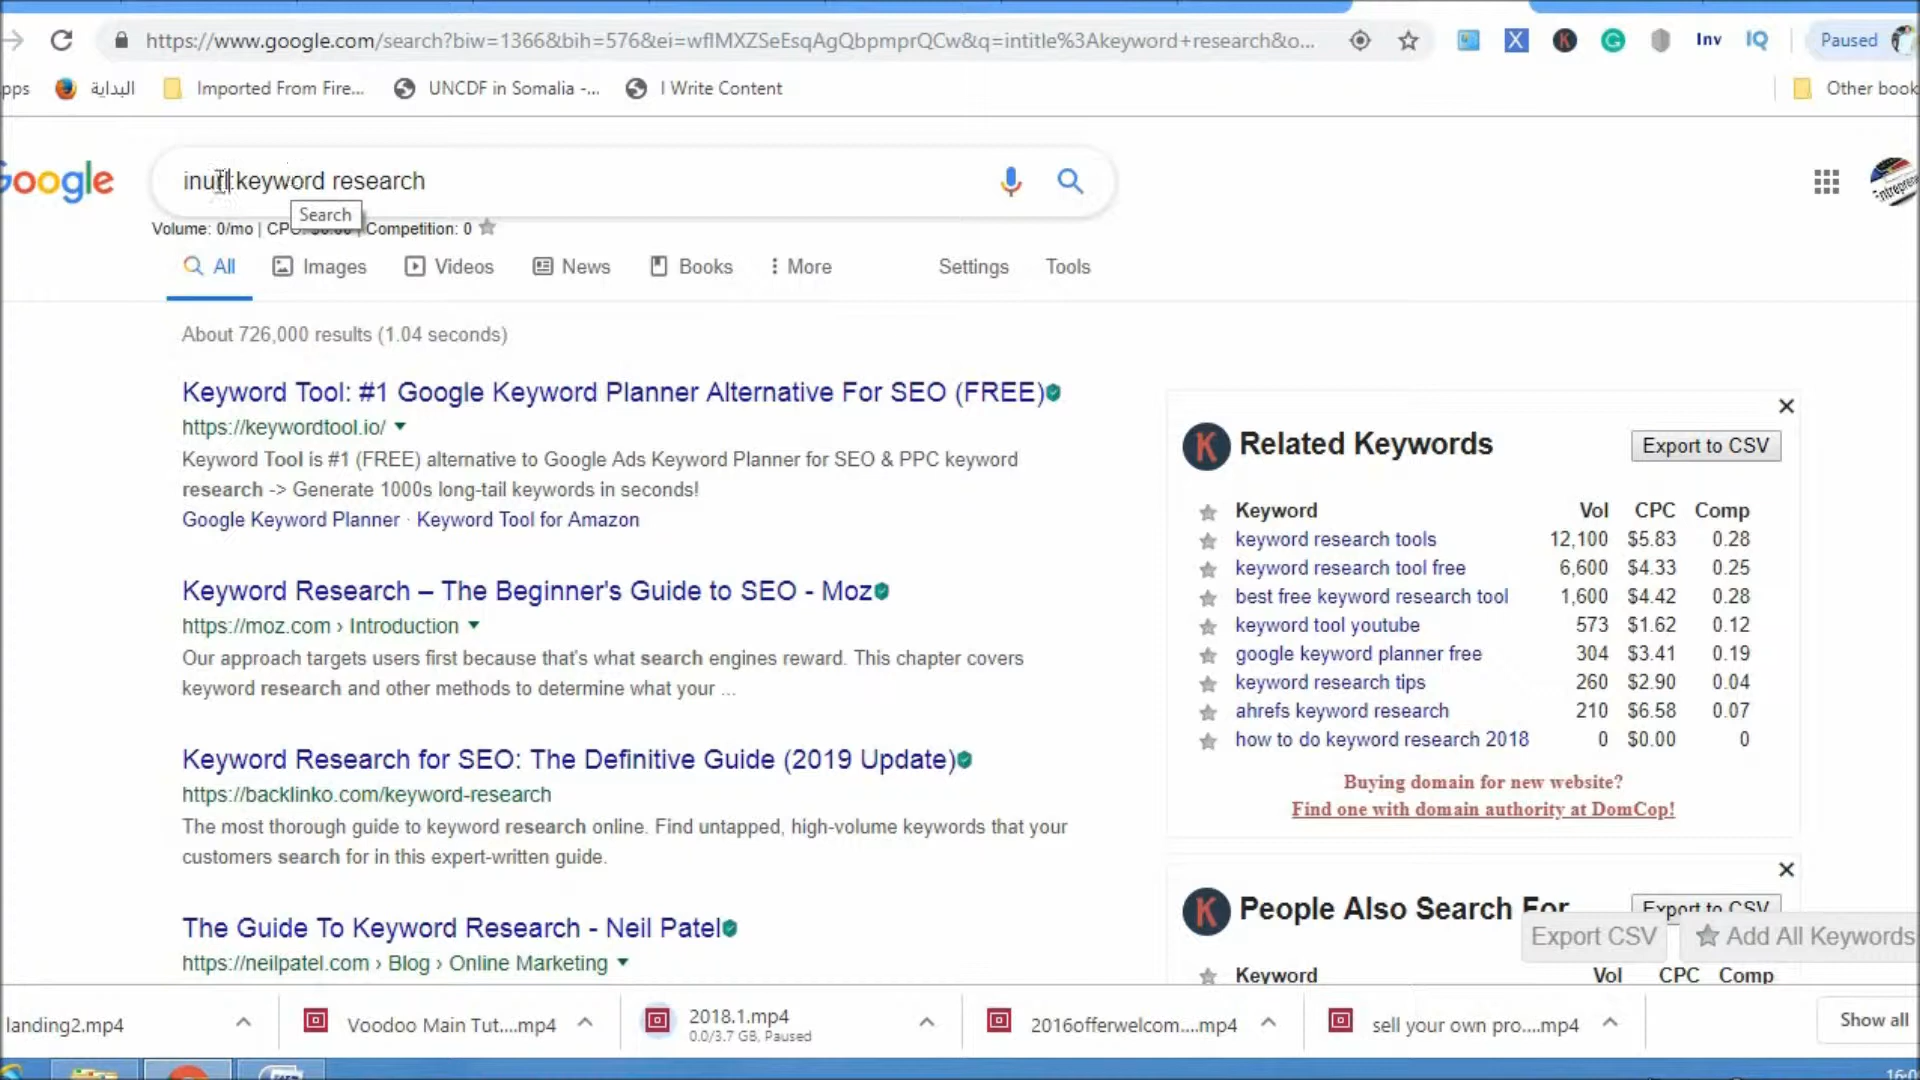 https://www.google.com/search?biw=1366&bih=576&ei=wflMXZSeEsqAgQbpmprQCw&q=intitle%3Akeyword+research&o...
X K G Inv IQ Paused
pps البداية Imported From Fire... UNCDF in Somalia -... I Write Content Other book
Google inurl:keyword research
Search
Volume: 0/mo | CPC: $0.00 | Competition: 0
All Images Videos News Books More Settings Tools
About 726,000 results (1.04 seconds)
Keyword Tool: #1 Google Keyword Planner Alternative For SEO (FREE)
https://keywordtool.io/
Keyword Tool is #1 (FREE) alternative to Google Ads Keyword Planner for SEO & PPC keyword
research -> Generate 1000s long-tail keywords in seconds!
Google Keyword Planner · Keyword Tool for Amazon
Keyword Research – The Beginner's Guide to SEO - Moz
https://moz.com › Introduction
Our approach targets users first because that's what search engines reward. This chapter covers
keyword research and other methods to determine what your ...
Keyword Research for SEO: The Definitive Guide (2019 Update)
https://backlinko.com/keyword-research
The most thorough guide to keyword research online. Find untapped, high-volume keywords that your
customers search for in this expert-written guide.
The Guide To Keyword Research - Neil Patel
https://neilpatel.com › Blog › Online Marketing
K Related Keywords Export to CSV
Keyword Vol CPC Comp
keyword research tools 12,100 $5.83 0.28
keyword research tool free 6,600 $4.33 0.25
best free keyword research tool 1,600 $4.42 0.28
keyword tool youtube 573 $1.62 0.12
google keyword planner free 304 $3.41 0.19
keyword research tips 260 $2.90 0.04
ahrefs keyword research 210 $6.58 0.07
how to do keyword research 2018 0 $0.00 0
Buying domain for new website?
Find one with domain authority at DomCop!
K People Also Search For Export to CSV
Export CSV Add All Keywords
Keyword Vol CPC Comp
landing2.mp4 Voodoo Main Tut....mp4 2018.1.mp4 2016offerwelcom....mp4 sell your own pro....mp4 Show all
0.0/3.7 GB, Paused